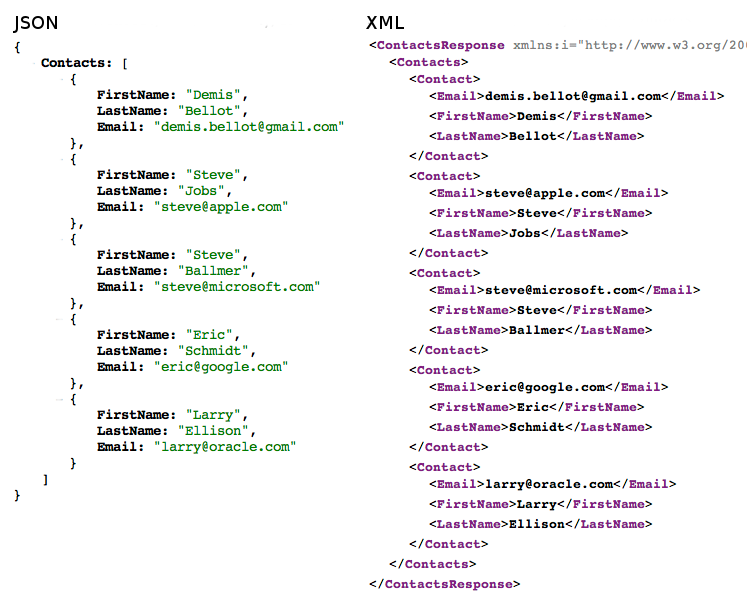 JSON
{
Contacts: [
{
FirstName: "Demis",
LastName: "Bellot",
Email: "demis.bellot@gmail.com"
},
{
FirstName: "Steve",
LastName: "Jobs",
Email: "steve@apple.com"
},
{
FirstName: "Steve",
LastName: "Ballmer",
Email: "steve@microsoft.com"
},
{
FirstName: "Eric",
LastName: "Schmidt",
Email: "eric@google.com"
},
{
FirstName: "Larry",
LastName: "Ellison",
Email: "larry@oracle.com"
}
]
}
XML
<ContactsResponse xmlns:i="http://www.w3.org/200
<Contacts>
<Contact>
<Email>demis.bellot@gmail.com</Email>
<FirstName>Demis</FirstName>
<LastName>Bellot</LastName>
</Contact>
<Contact>
<Email>steve@apple.com</Email>
<FirstName>Steve</FirstName>
<LastName>Jobs</LastName>
</Contact>
<Contact>
<Email>steve@microsoft.com</Email>
<FirstName>Steve</FirstName>
<LastName>Ballmer</LastName>
</Contact>
<Contact>
<Email>eric@google.com</Email>
<FirstName>Eric</FirstName>
<LastName>Schmidt</LastName>
</Contact>
<Contact>
<Email>larry@oracle.com</Email>
<FirstName>Larry</FirstName>
<LastName>Ellison</LastName>
</Contact>
</Contacts>
</ContactsResponse>